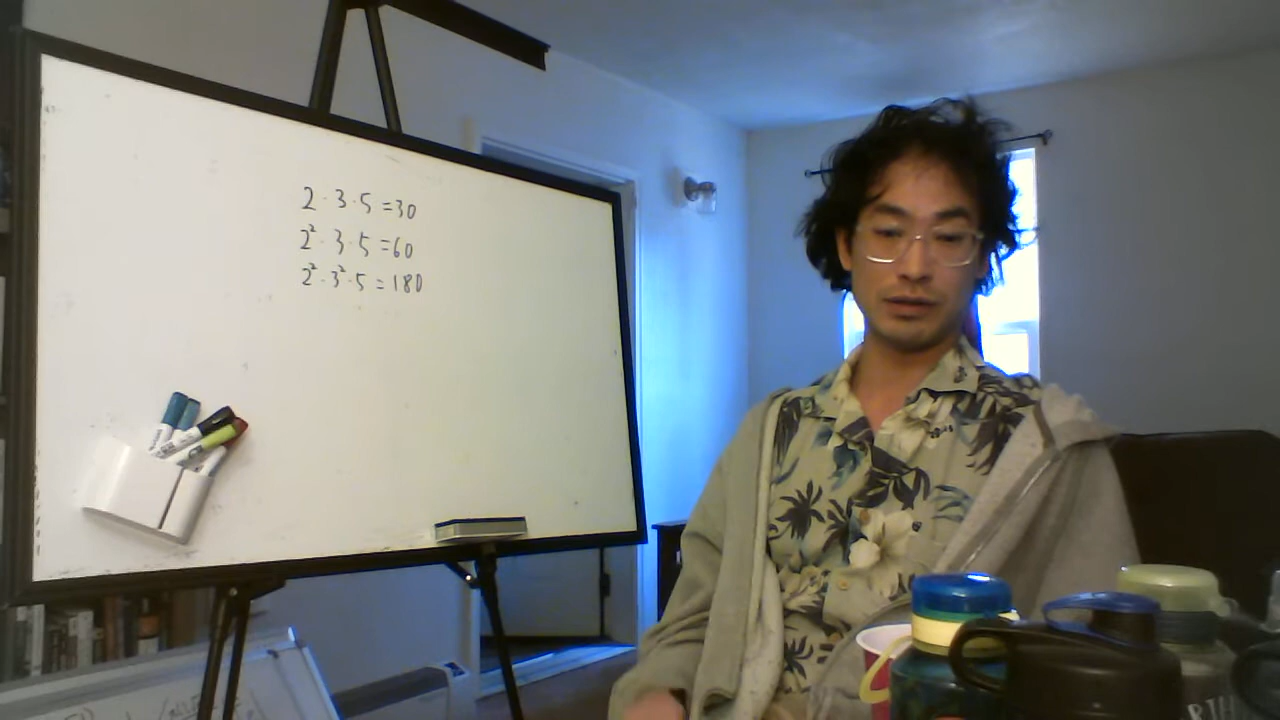 2 · 3 · 5 = 30
2² · 3 · 5 = 60
2² · 3² · 5 = 180